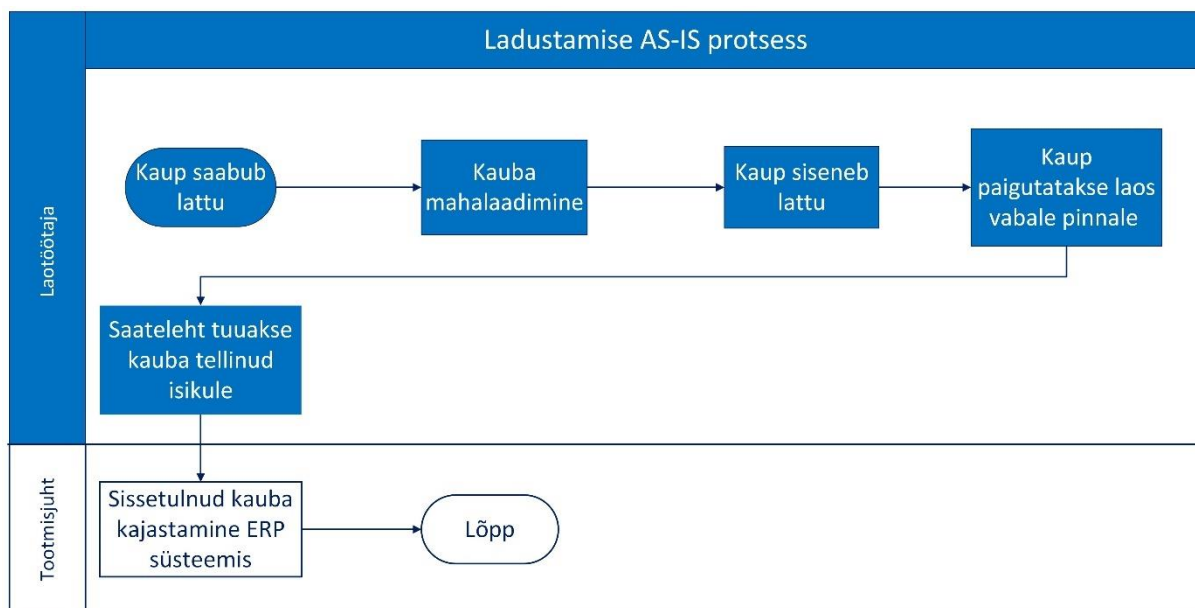 Ladustamise AS-IS protsess
Laotöötaja
Kaup saabub
lattu
Kauba
mahalaadimine
Kaup siseneb
lattu
Kaup
paigutatakse laos
vabale pinnale
Saateleht tuuakse
kauba tellinud
isikule
Tootmisjuht
Sissetulnud kauba
kajastamine ERP
süsteemis
Lõpp